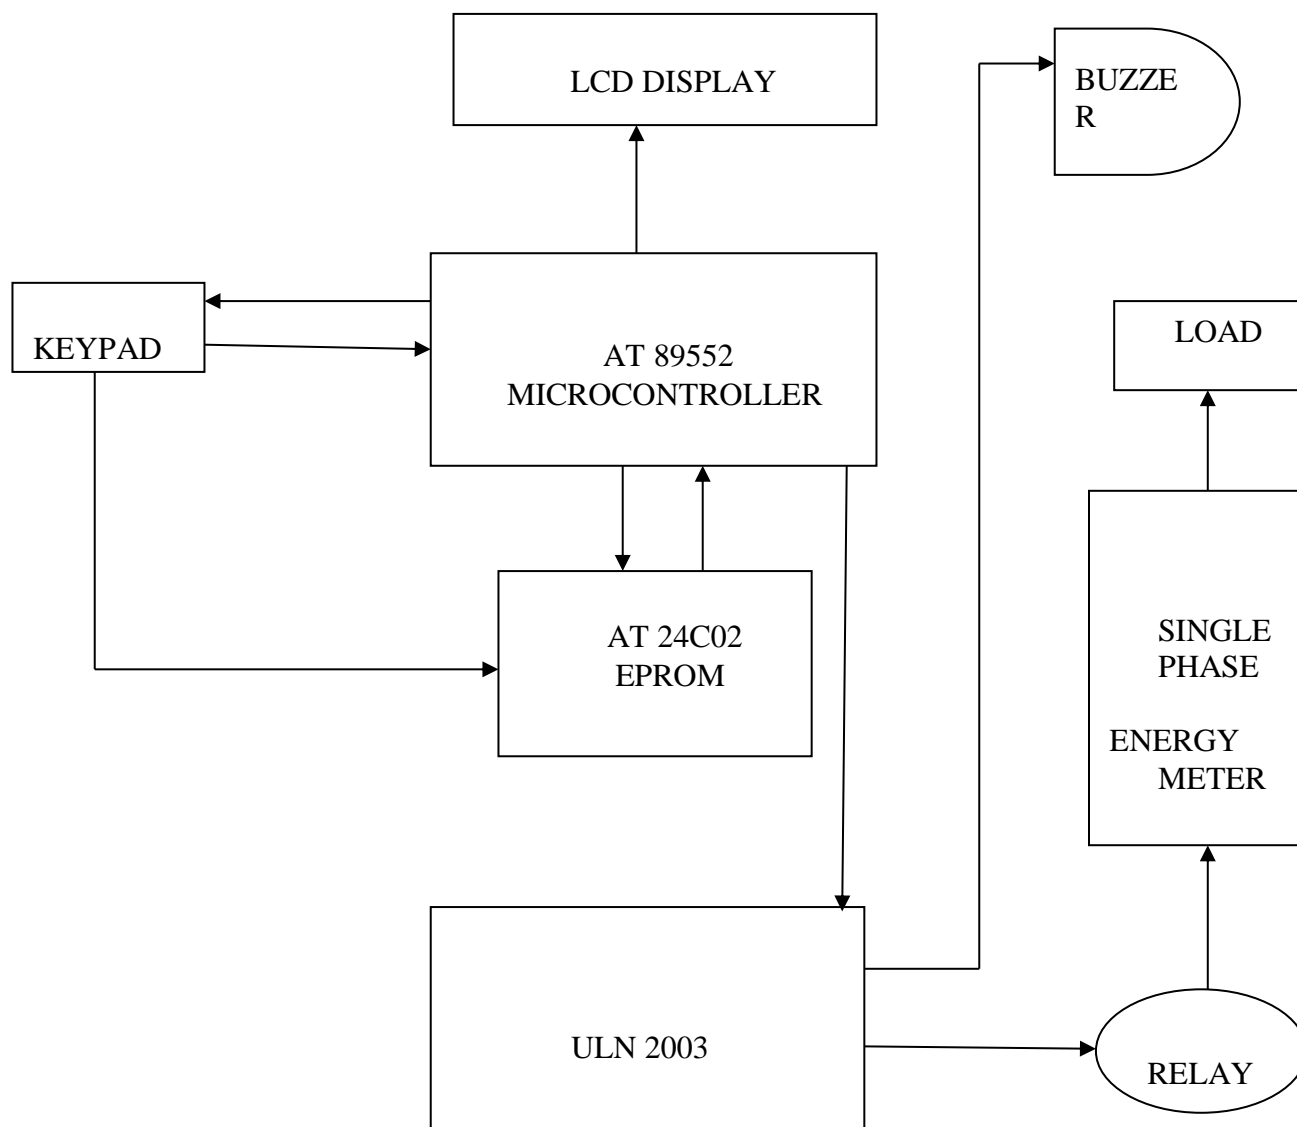 LCD DISPLAY
BUZZE
R
KEYPAD
AT 89552
MICROCONTROLLER
LOAD
AT 24C02
EPROM
SINGLE
PHASE
ENERGY
METER
ULN 2003
RELAY